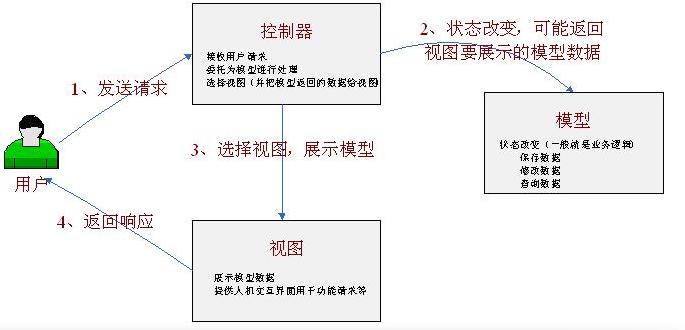 控制器
接收用户请求
委托为模型进行处理
选择视图（并把模型返回的数据给视图）
2、状态改变，可能返回
视图要展示的模型数据
1、发送请求
模型
状态改变（一般就是业务逻辑）
保存数据
修改数据
查询数据
3、选择视图，展示模型
用户
4、返回响应
视图
展示模型数据
提供人机交互界面用于功能请求等